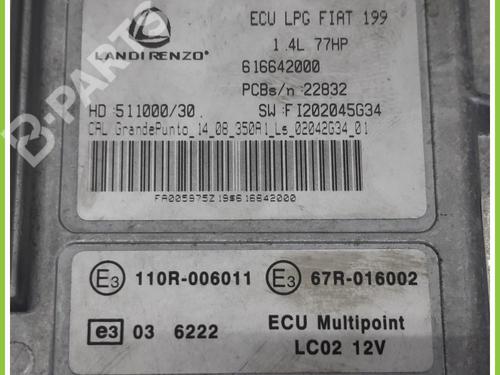 ECU LPG FIAT 199
LANDIRENZO®
1.4L 77HP
616642000
PCBs/n:22832
HD:511000/30.
SW:FI202045G34
CAL GrandePunto_14_08_350A1_Ls_02042G34_01
FA005975Z19$616642000
E3 110R-006011
E3 67R-016002
e3 03 6222
ECU Multipoint
LC02 12V